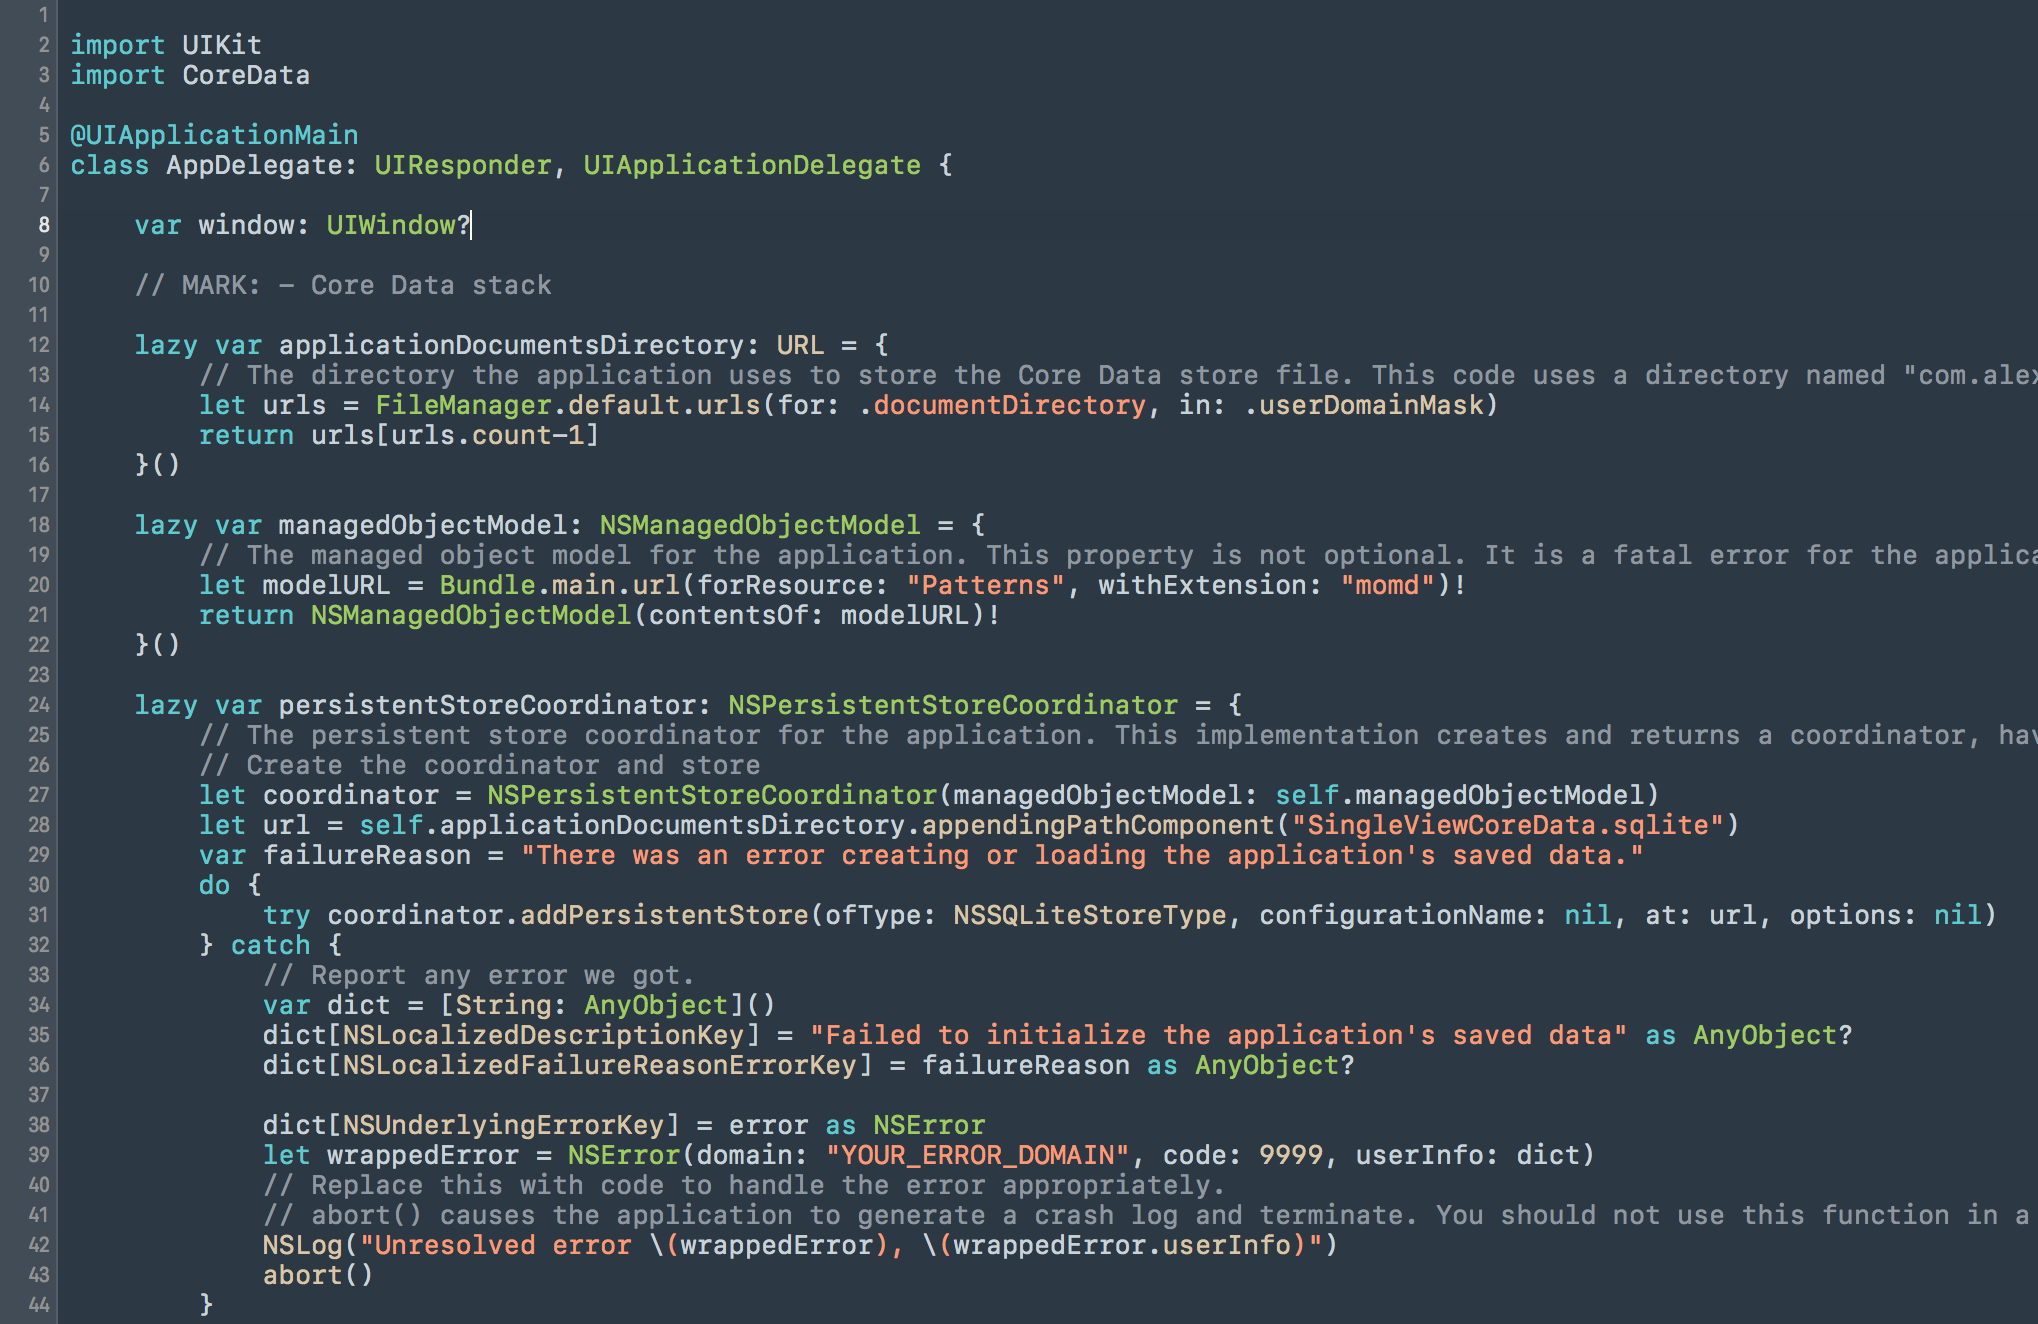 1
2 import UIKit
3 import CoreData
4
5 @UIApplicationMain
6 class AppDelegate: UIResponder, UIApplicationDelegate {
7
8     var window: UIWindow?
9
10     // MARK: – Core Data stack
11
12     lazy var applicationDocumentsDirectory: URL = {
13         // The directory the application uses to store the Core Data store file. This code uses a directory named "com.alex
14         let urls = FileManager.default.urls(for: .documentDirectory, in: .userDomainMask)
15         return urls[urls.count–1]
16     }()
17
18     lazy var managedObjectModel: NSManagedObjectModel = {
19         // The managed object model for the application. This property is not optional. It is a fatal error for the applica
20         let modelURL = Bundle.main.url(forResource: "Patterns", withExtension: "momd")!
21         return NSManagedObjectModel(contentsOf: modelURL)!
22     }()
23
24     lazy var persistentStoreCoordinator: NSPersistentStoreCoordinator = {
25         // The persistent store coordinator for the application. This implementation creates and returns a coordinator, hav
26         // Create the coordinator and store
27         let coordinator = NSPersistentStoreCoordinator(managedObjectModel: self.managedObjectModel)
28         let url = self.applicationDocumentsDirectory.appendingPathComponent("SingleViewCoreData.sqlite")
29         var failureReason = "There was an error creating or loading the application's saved data."
30         do {
31             try coordinator.addPersistentStore(ofType: NSSQLiteStoreType, configurationName: nil, at: url, options: nil)
32         } catch {
33             // Report any error we got.
34             var dict = [String: AnyObject]()
35             dict[NSLocalizedDescriptionKey] = "Failed to initialize the application's saved data" as AnyObject?
36             dict[NSLocalizedFailureReasonErrorKey] = failureReason as AnyObject?
37
38             dict[NSUnderlyingErrorKey] = error as NSError
39             let wrappedError = NSError(domain: "YOUR_ERROR_DOMAIN", code: 9999, userInfo: dict)
40             // Replace this with code to handle the error appropriately.
41             // abort() causes the application to generate a crash log and terminate. You should not use this function in a
42             NSLog("Unresolved error \(wrappedError), \(wrappedError.userInfo)")
43             abort()
44         }